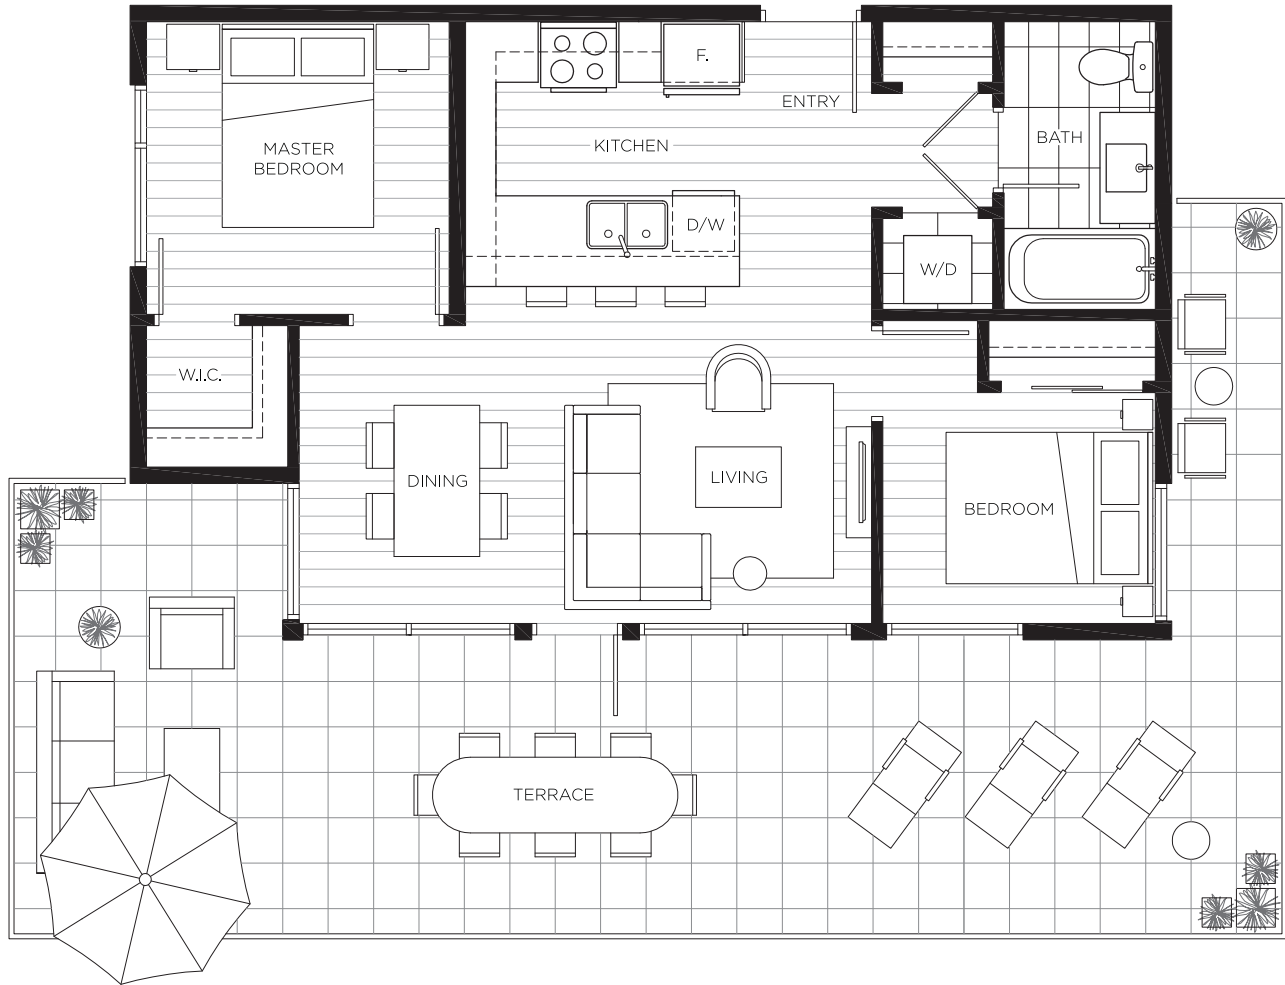 F.
ENTRY
MASTER
BEDROOM
KITCHEN
BATH
D/W
W/D
W.I.C.
DINING
LIVING
BEDROOM
TERRACE